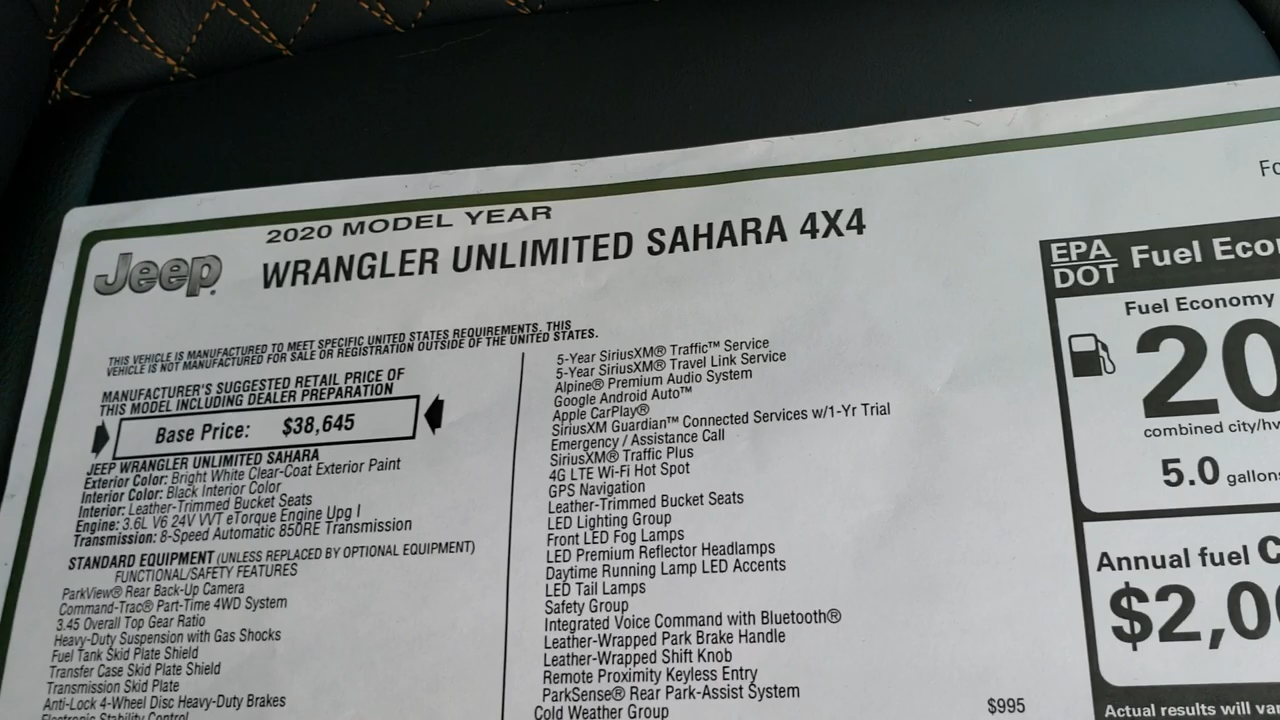 2020 MODEL YEAR
Jeep
WRANGLER UNLIMITED SAHARA 4X4
THIS VEHICLE IS MANUFACTURED TO MEET SPECIFIC UNITED STATES REQUIREMENTS. THIS
VEHICLE IS NOT MANUFACTURED FOR SALE OR REGISTRATION OUTSIDE OF THE UNITED STATES.
MANUFACTURER'S SUGGESTED RETAIL PRICE OF
THIS MODEL INCLUDING DEALER PREPARATION
Base Price: $38,645
JEEP WRANGLER UNLIMITED SAHARA
Exterior Color: Bright White Clear-Coat Exterior Paint
Interior Color: Black Interior Color
Interior: Leather-Trimmed Bucket Seats
Engine: 3.6L V6 24V VVT eTorque Engine Upg I
Transmission: 8-Speed Automatic 850RE Transmission
STANDARD EQUIPMENT (UNLESS REPLACED BY OPTIONAL EQUIPMENT)
FUNCTIONAL/SAFETY FEATURES
ParkView® Rear Back-Up Camera
Command-Trac® Part-Time 4WD System
3.45 Overall Top Gear Ratio
Heavy-Duty Suspension with Gas Shocks
Fuel Tank Skid Plate Shield
Transfer Case Skid Plate Shield
Transmission Skid Plate
Anti-Lock 4-Wheel Disc Heavy-Duty Brakes
Electronic Stability Control
5-Year SiriusXM® Traffic™ Service
5-Year SiriusXM® Travel Link Service
Alpine® Premium Audio System
Google Android Auto™
Apple CarPlay®
SiriusXM Guardian™ Connected Services w/1-Yr Trial
Emergency / Assistance Call
SiriusXM® Traffic Plus
4G LTE Wi-Fi Hot Spot
GPS Navigation
Leather-Trimmed Bucket Seats
LED Lighting Group
Front LED Fog Lamps
LED Premium Reflector Headlamps
Daytime Running Lamp LED Accents
LED Tail Lamps
Safety Group
Integrated Voice Command with Bluetooth®
Leather-Wrapped Park Brake Handle
Leather-Wrapped Shift Knob
Remote Proximity Keyless Entry
ParkSense® Rear Park-Assist System
Cold Weather Group $995
EPA
DOT Fuel
Fuel Economy
20
combined city
5.0 gallons
Annual fuel
$2,0
Actual results will